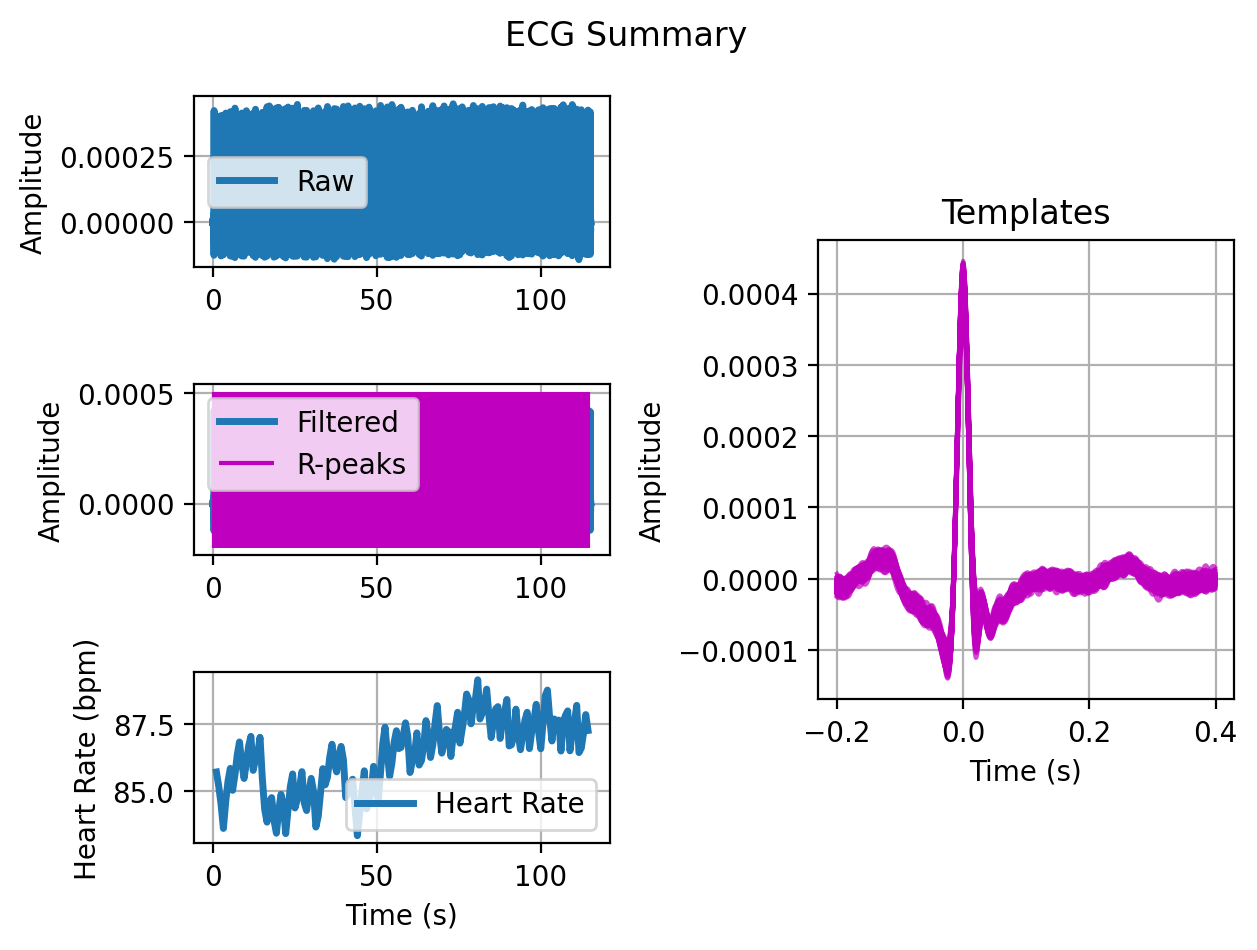 ECG Summary
Amplitude
0.00025
0.00000
Raw
0
50
100
Amplitude
0.0005
0.0000
Filtered
R-peaks
0
50
100
Heart Rate (bpm)
87.5
85.0
Heart Rate
0
50
100
Time (s)
Templates
Amplitude
0.0004
0.0003
0.0002
0.0001
0.0000
−0.0001
−0.2
0.0
0.2
0.4
Time (s)